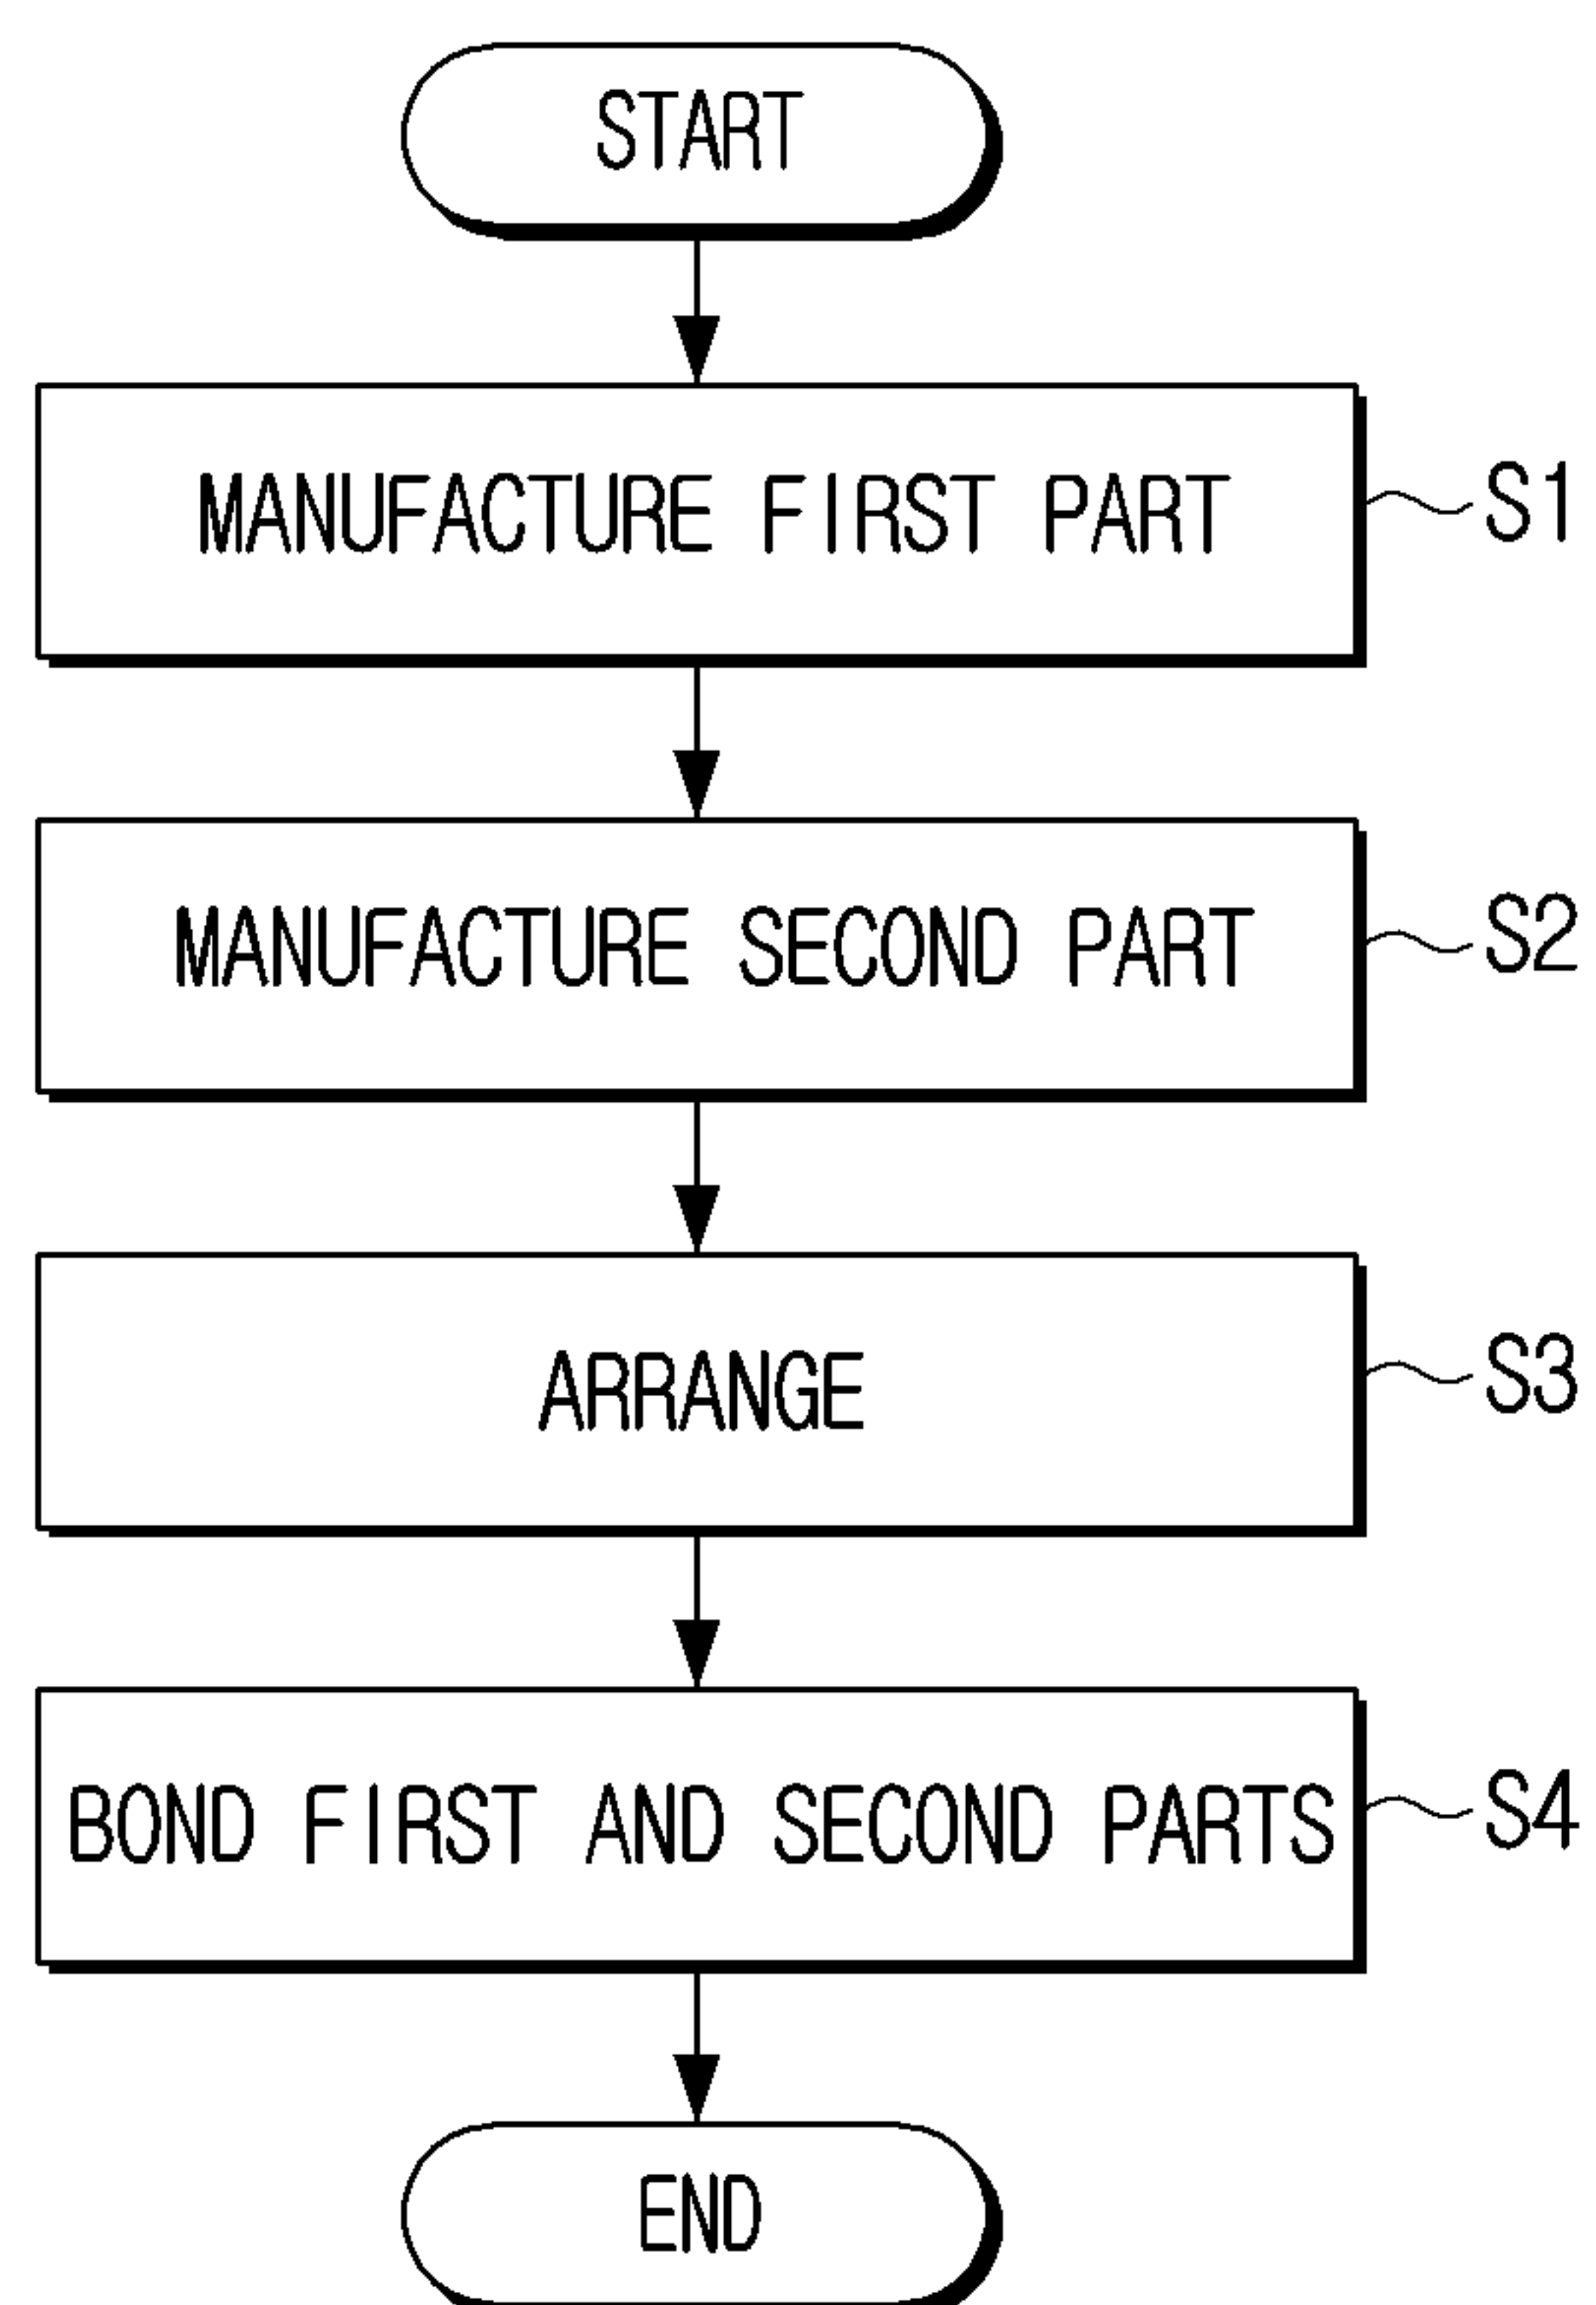 START
MANUFACTURE FIRST PART
S1
MANUFACTURE SECOND PART
S2
ARRANGE
S3
BOND FIRST AND SECOND PARTS
S4
END